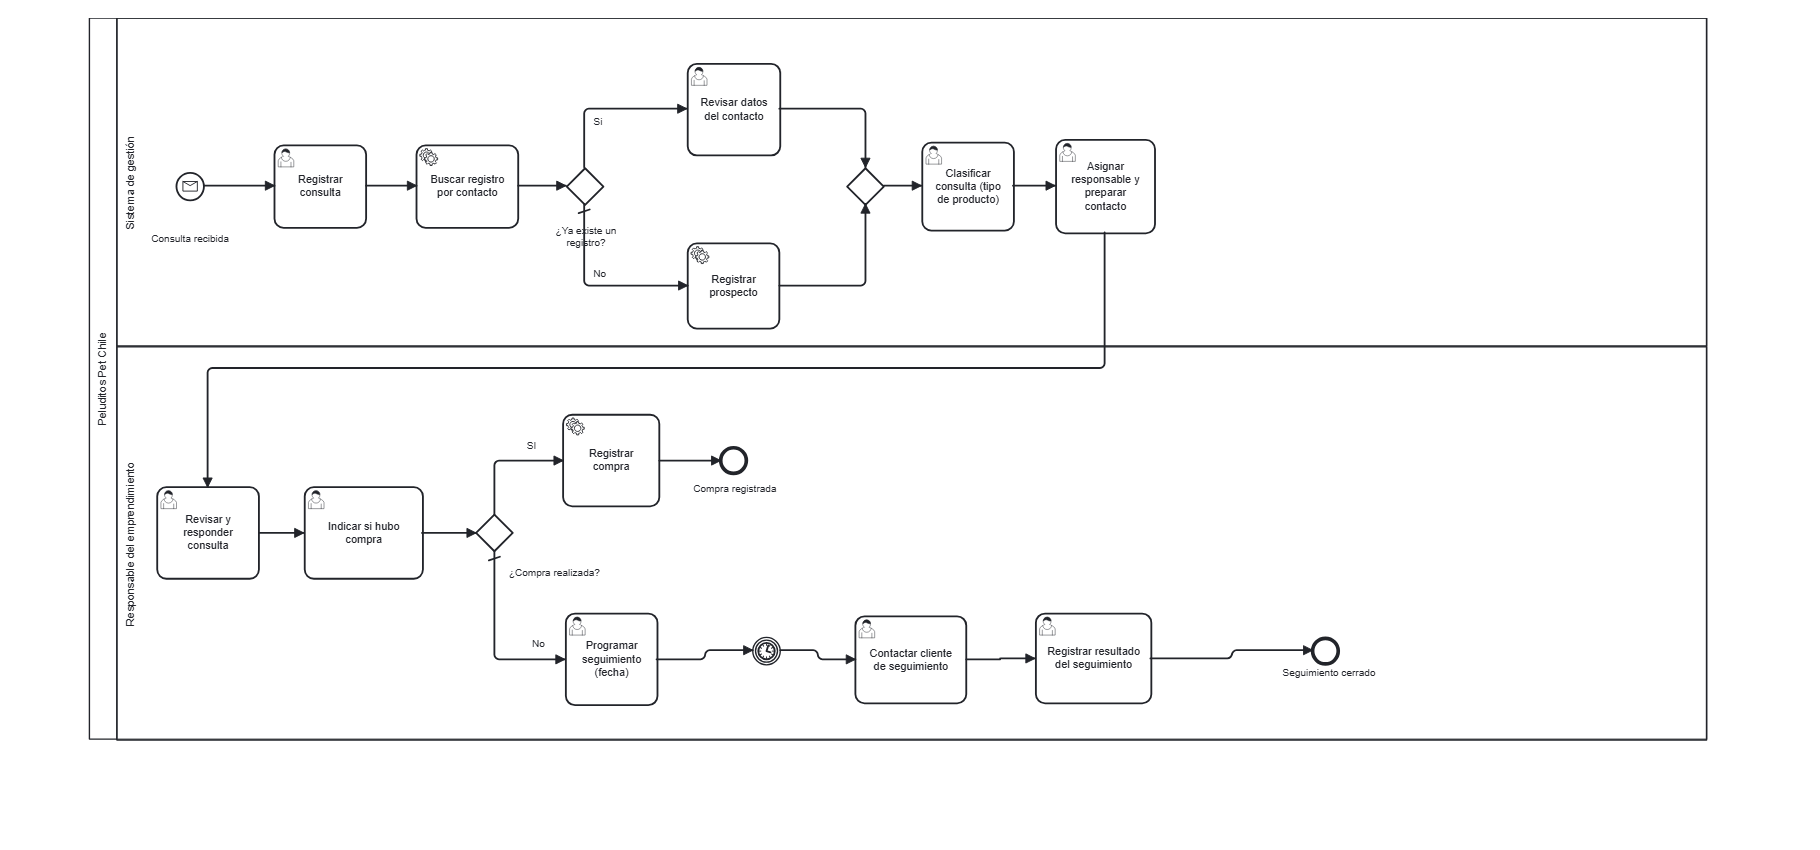 Peluditos Pet Chile
Sistema de gestión
Consulta recibida
Registrar
consulta
Buscar registro
por contacto
¿Ya existe un
registro?
Si
Revisar datos
del contacto
No
Registrar
prospecto
Clasificar
consulta (tipo
de producto)
Asignar
responsable y
preparar
contacto
Responsable del emprendimiento
Revisar y
responder
consulta
Indicar si hubo
compra
¿Compra realizada?
SI
Registrar
compra
Compra registrada
No
Programar
seguimiento
(fecha)
Contactar cliente
de seguimiento
Registrar resultado
del seguimiento
Seguimiento cerrado